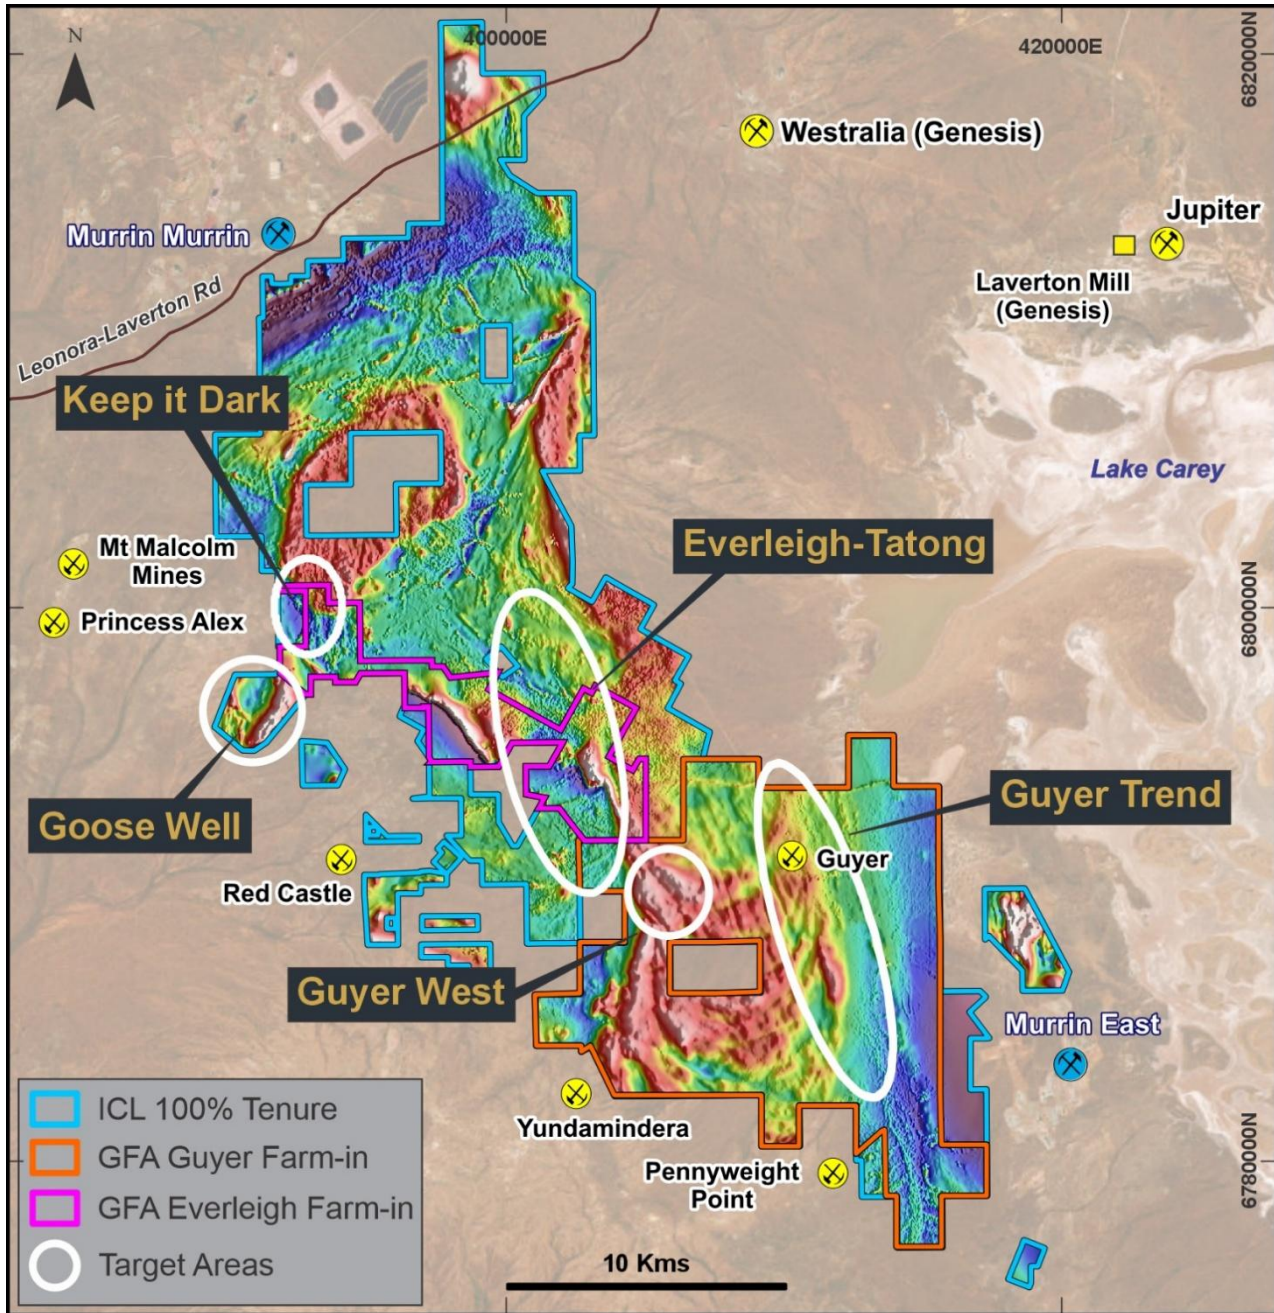 N
400000E
420000E
6820000N
Westralia (Genesis)
Jupiter
Murrin Murrin
Laverton Mill
(Genesis)
Leonora-Laverton Rd
Keep it Dark
Lake Carey
Everleigh-Tatong
Mt Malcolm
Mines
Princess Alex
6800000N
Guyer Trend
Goose Well
Guyer
Red Castle
Guyer West
Murrin East
ICL 100% Tenure
GFA Guyer Farm-in
GFA Everleigh Farm-in
Target Areas
Yundamindera
Pennyweight
Point
6780000N
10 Kms